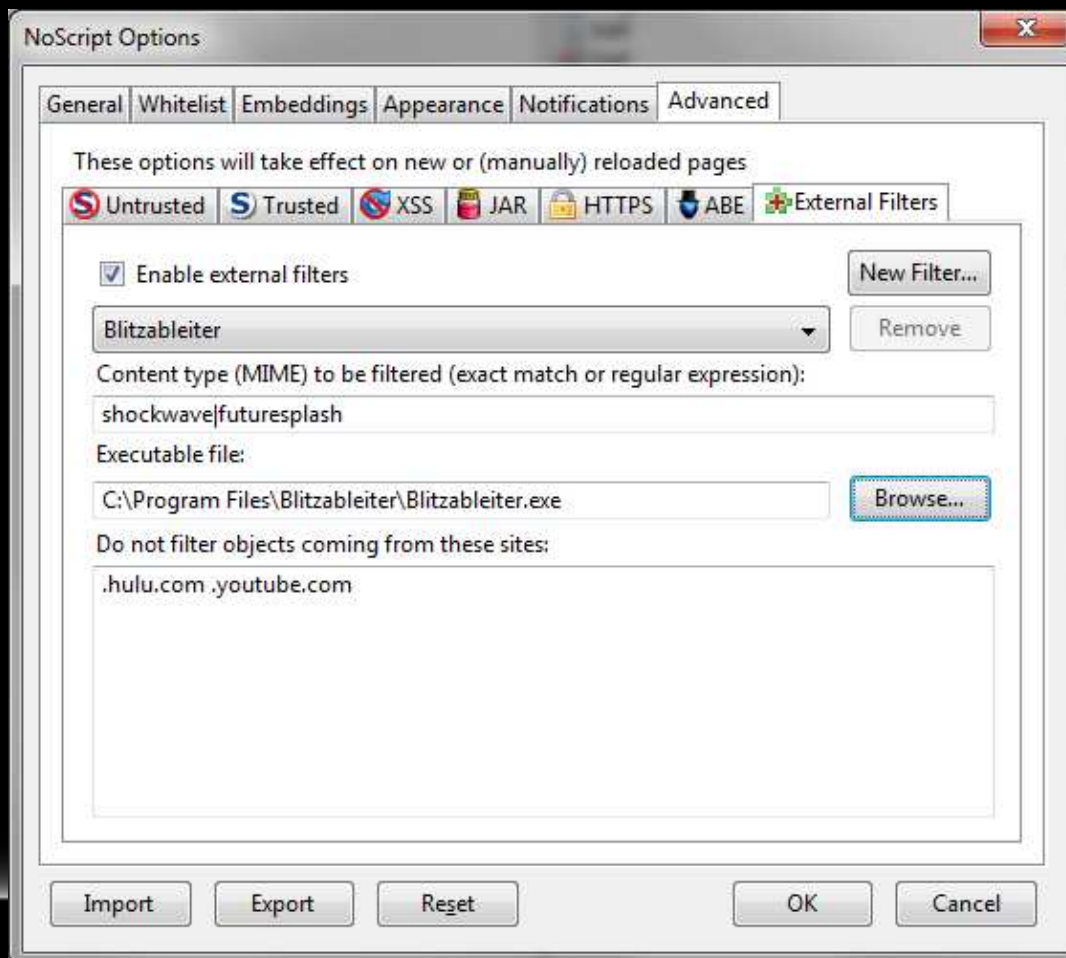 NoScript Options
General Whitelist Embeddings Appearance Notifications Advanced
These options will take effect on new or (manually) reloaded pages
Untrusted Trusted XSS JAR HTTPS ABE External Filters
Enable external filters New Filter...
Blitzableiter Remove
Content type (MIME) to be filtered (exact match or regular expression):
shockwave|futuresplash
Executable file:
C:\Program Files\Blitzableiter\Blitzableiter.exe Browse...
Do not filter objects coming from these sites:
.hulu.com .youtube.com
Import Export Reset OK Cancel